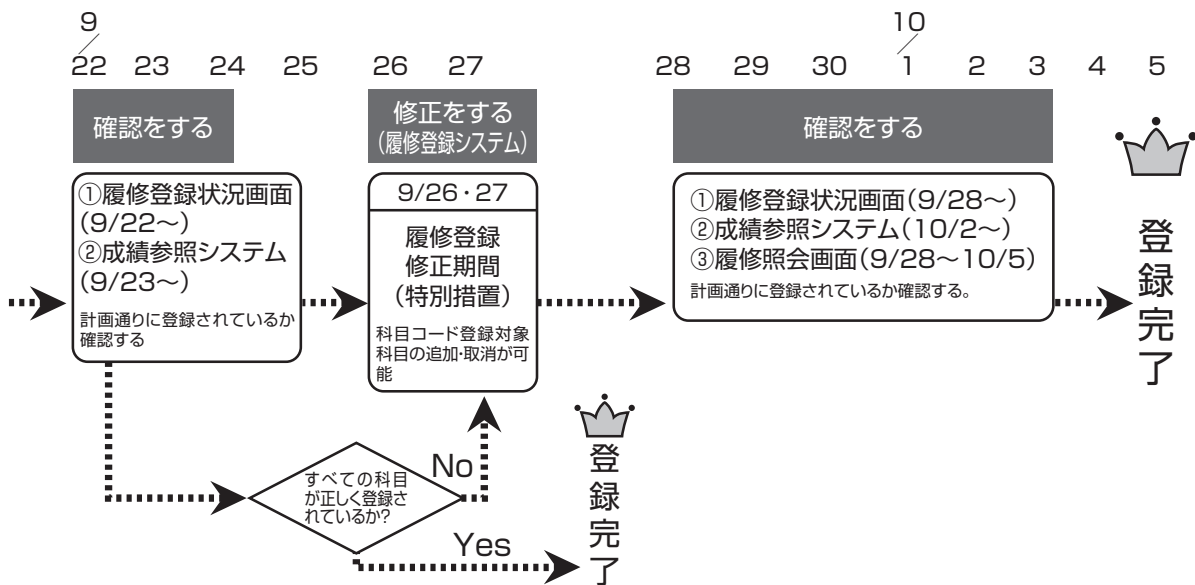 9
10
22 23 24 25 26 27 28 29 30 1 2 3 4 5
確認をする
修正をする
(履修登録システム)
確認をする
①履修登録状況画面
(9/22～)
②成績参照システム
(9/23～)
計画通りに登録されているか
確認する
9/26・27
履修登録
修正期間
(特別措置)
科目コード登録対象
科目の追加・取消が可
能
①履修登録状況画面(9/28～)
②成績参照システム(10/2～)
③履修照会画面(9/28～10/5)
計画通りに登録されているか確認する。
登録完了
すべての科目
が正しく登録さ
れているか?
No
Yes
登録完了